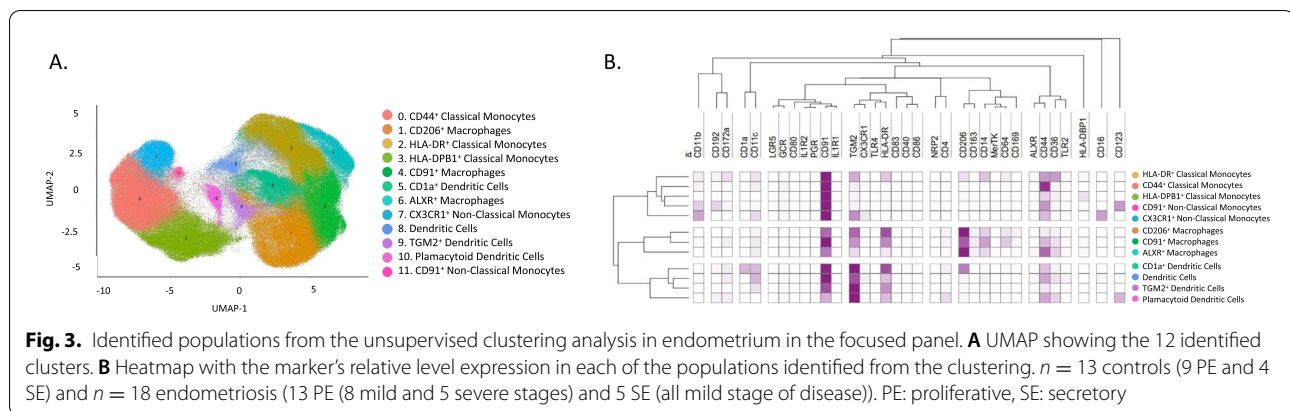 A.
5
2.5
0
-2.5
-5
UMAP-2
-10
-5
0
5
UMAP-1
0. CD44+ Classical Monocytes
1. CD206+ Macrophages
2. HLA-DR+ Classical Monocytes
3. HLA-DPB1+ Classical Monocytes
4. CD91+ Macrophages
5. CD1a+ Dendritic Cells
6. ALXR+ Macrophages
7. CX3CR1+ Non-Classical Monocytes
8. Dendritic Cells
9. TGM2+ Dendritic Cells
10. Plamacytoid Dendritic Cells
11. CD91+ Non-Classical Monocytes
B.
CD11b
CD192
CD172a
CD1a
CD11c
LGR5
GCR
CD80
IL1R2
PGR
CD91
IL1R1
TGM2
CX3CR1
TLR4
HLA-DR
CD83
CD40
CD86
NRP2
CD4
CD206
CD163
CD14
MerTK
CD64
CD169
ALXR
CD44
CD36
TLR2
HLA-DBP1
CD16
CD123
HLA-DR+ Classical Monocytes
CD44+ Classical Monocytes
HLA-DPB1+ Classical Monocytes
CD91+ Non-Classical Monocytes
CX3CR1+ Non-Classical Monocytes
CD206+ Macrophages
CD91+ Macrophages
ALXR+ Macrophages
CD1a+ Dendritic Cells
Dendritic Cells
TGM2+ Dendritic Cells
Plamacytoid Dendritic Cells
Fig. 3. Identified populations from the unsupervised clustering analysis in endometrium in the focused panel. A UMAP showing the 12 identified
clusters. B Heatmap with the marker's relative level expression in each of the populations identified from the clustering. n = 13 controls (9 PE and 4
SE) and n = 18 endometriosis (13 PE (8 mild and 5 severe stages) and 5 SE (all mild stage of disease)). PE: proliferative, SE: secretory